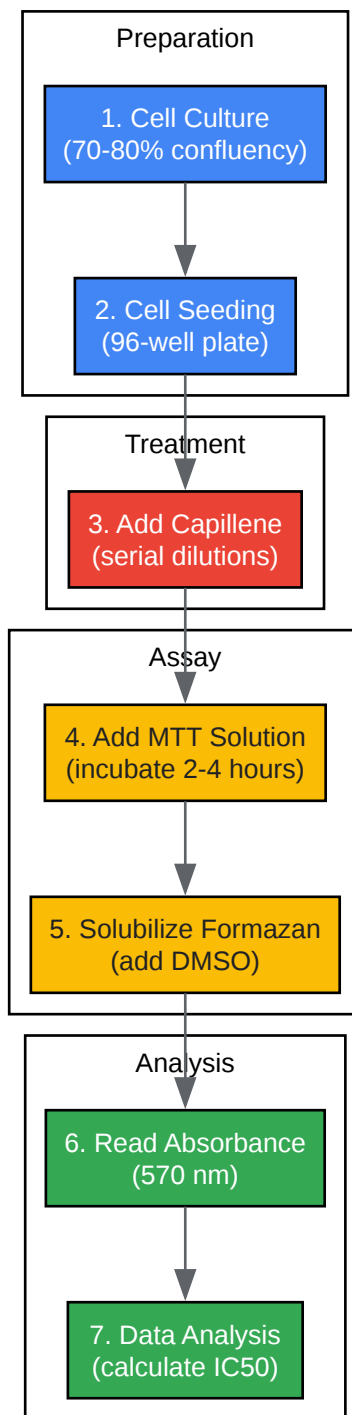 Preparation
1. Cell Culture
(70-80% confluency)
2. Cell Seeding
(96-well plate)
Treatment
3. Add Capillene
(serial dilutions)
Assay
4. Add MTT Solution
(incubate 2-4 hours)
5. Solubilize Formazan
(add DMSO)
Analysis
6. Read Absorbance
(570 nm)
7. Data Analysis
(calculate IC50)